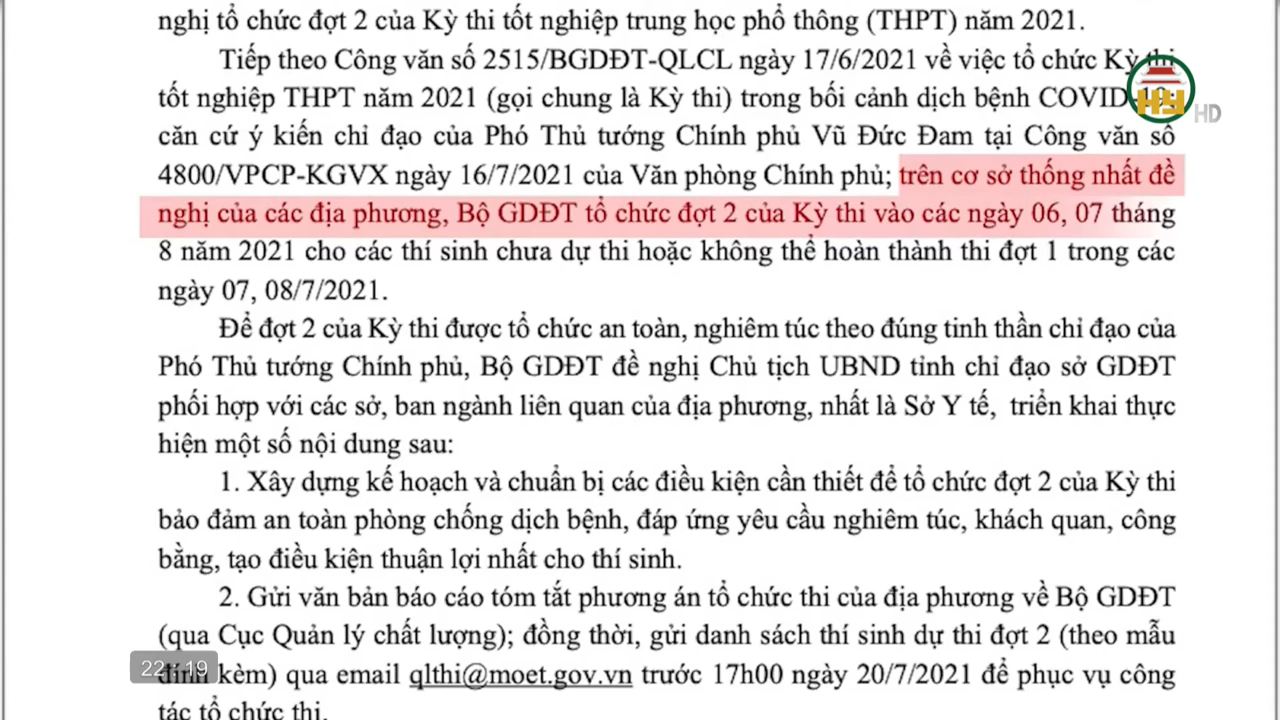 nghị tổ chức đợt 2 của Kỳ thi tốt nghiệp trung học phổ thông (THPT) năm 2021.
Tiếp theo Công văn số 2515/BGDĐT-QLCL ngày 17/6/2021 về việc tổ chức Kỳ thi
tốt nghiệp THPT năm 2021 (gọi chung là Kỳ thi) trong bối cảnh dịch bệnh COVID
HY HD
căn cứ ý kiến chỉ đạo của Phó Thủ tướng Chính phủ Vũ Đức Đam tại Công văn số
4800/VPCP-KGVX ngày 16/7/2021 của Văn phòng Chính phủ; trên cơ sở thống nhất đề
nghị của các địa phương, Bộ GDĐT tổ chức đợt 2 của Kỳ thi vào các ngày 06, 07 tháng
8 năm 2021 cho các thí sinh chưa dự thi hoặc không thể hoàn thành thi đợt 1 trong các
ngày 07, 08/7/2021.
Để đợt 2 của Kỳ thi được tổ chức an toàn, nghiêm túc theo đúng tinh thần chỉ đạo của
Phó Thủ tướng Chính phủ, Bộ GDĐT đề nghị Chủ tịch UBND tỉnh chỉ đạo sở GDĐT
phối hợp với các sở, ban ngành liên quan của địa phương, nhất là Sở Y tế, triển khai thực
hiện một số nội dung sau:
1. Xây dựng kế hoạch và chuẩn bị các điều kiện cần thiết để tổ chức đợt 2 của Kỳ thi
bảo đảm an toàn phòng chống dịch bệnh, đáp ứng yêu cầu nghiêm túc, khách quan, công
bằng, tạo điều kiện thuận lợi nhất cho thí sinh.
2. Gửi văn bản báo cáo tóm tắt phương án tổ chức thi của địa phương về Bộ GDĐT
(qua Cục Quản lý chất lượng); đồng thời, gửi danh sách thí sinh dự thi đợt 2 (theo mẫu
22:19
đính kèm) qua email qlthi@moet.gov.vn trước 17h00 ngày 20/7/2021 để phục vụ công
tác tổ chức thi.